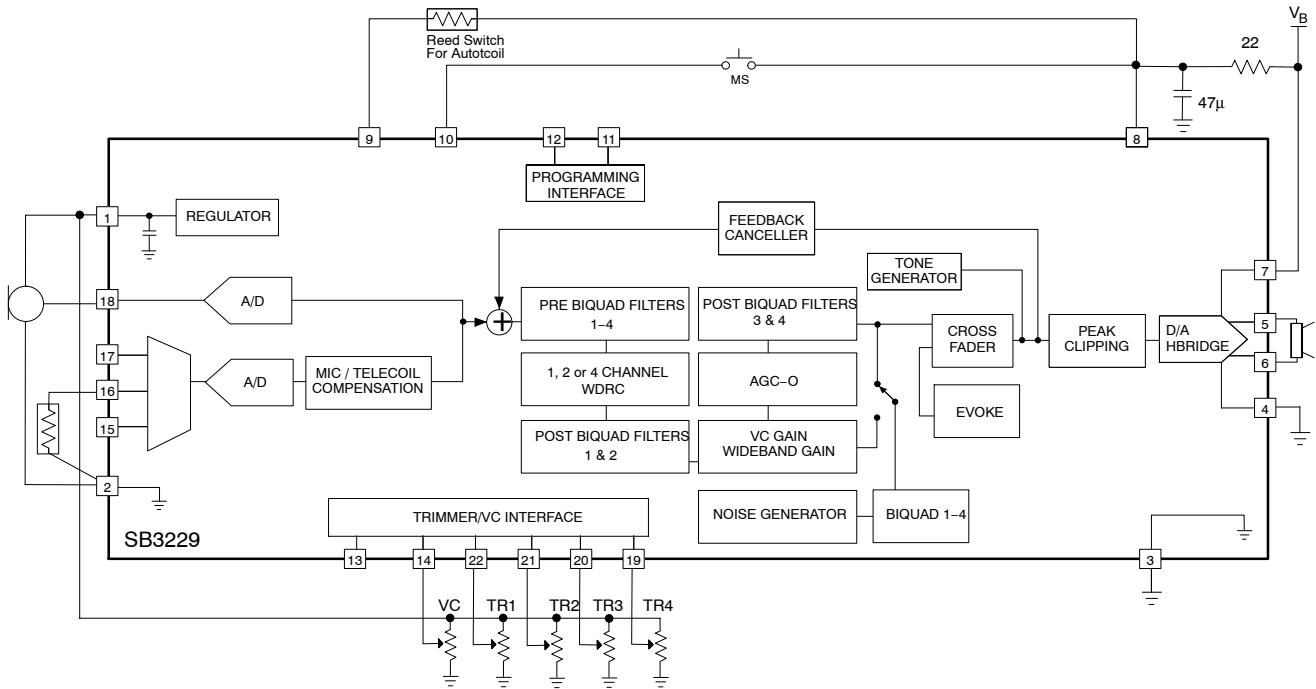 VB
Reed Switch
For Autotcoil
22
MS
47µ
9
10
12
11
8
PROGRAMMING
INTERFACE
1
REGULATOR
FEEDBACK
CANCELLER
TONE
GENERATOR
7
18
A/D
PRE BIQUAD FILTERS
1–4
POST BIQUAD FILTERS
3 & 4
CROSS
FADER
PEAK
CLIPPING
D/A
HBRIDGE
5
6
17
16
15
A/D
MIC / TELECOIL
COMPENSATION
1, 2 or 4 CHANNEL
WDRC
AGC–O
EVOKE
4
POST BIQUAD FILTERS
1 & 2
VC GAIN
WIDEBAND GAIN
2
NOISE GENERATOR
BIQUAD 1–4
TRIMMER/VC INTERFACE
SB3229
13
14
22
21
20
19
3
VC
TR1
TR2
TR3
TR4